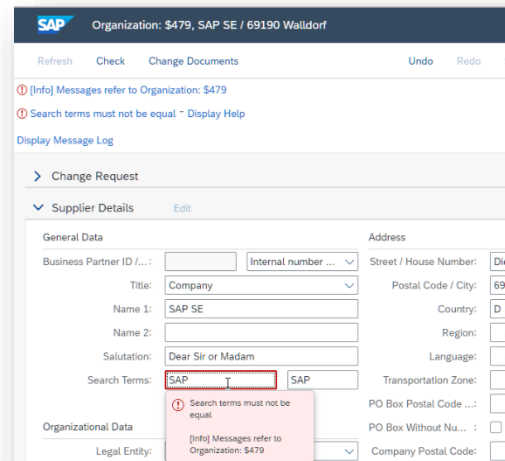 SAP Organization: $479, SAP SE / 69190 Walldorf
Refresh Check Change Documents Undo Redo
[Info] Messages refer to Organization: $479
Search terms must not be equal - Display Help
Display Message Log
Change Request
Supplier Details Edit
General Data Address
Business Partner ID /...: Internal number ... Street / House Number:
Title: Company Postal Code / City: 69
Name 1: SAP SE Country: D
Name 2: Region:
Salutation: Dear Sir or Madam Language:
Search Terms: SAP SAP Transportation Zone:
Search terms must not be equal PO Box Postal Code ...:
Organizational Data PO Box Without Nu... :
[Info] Messages refer to Organization: $479
Legal Entity: Company Postal Code: